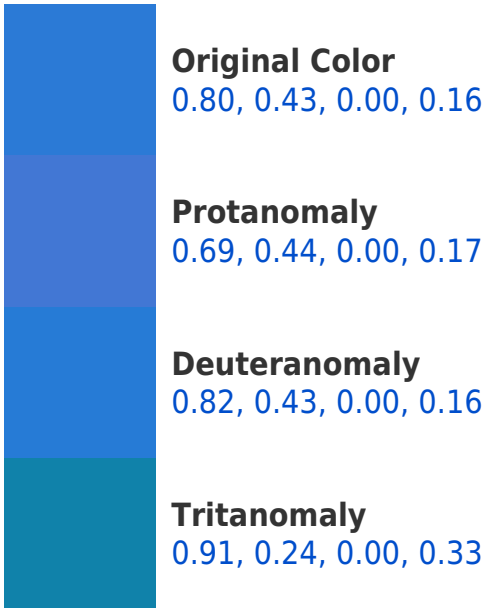 Original Color
0.80, 0.43, 0.00, 0.16
Protanomaly
0.69, 0.44, 0.00, 0.17
Deuteranomaly
0.82, 0.43, 0.00, 0.16
Tritanomaly
0.91, 0.24, 0.00, 0.33